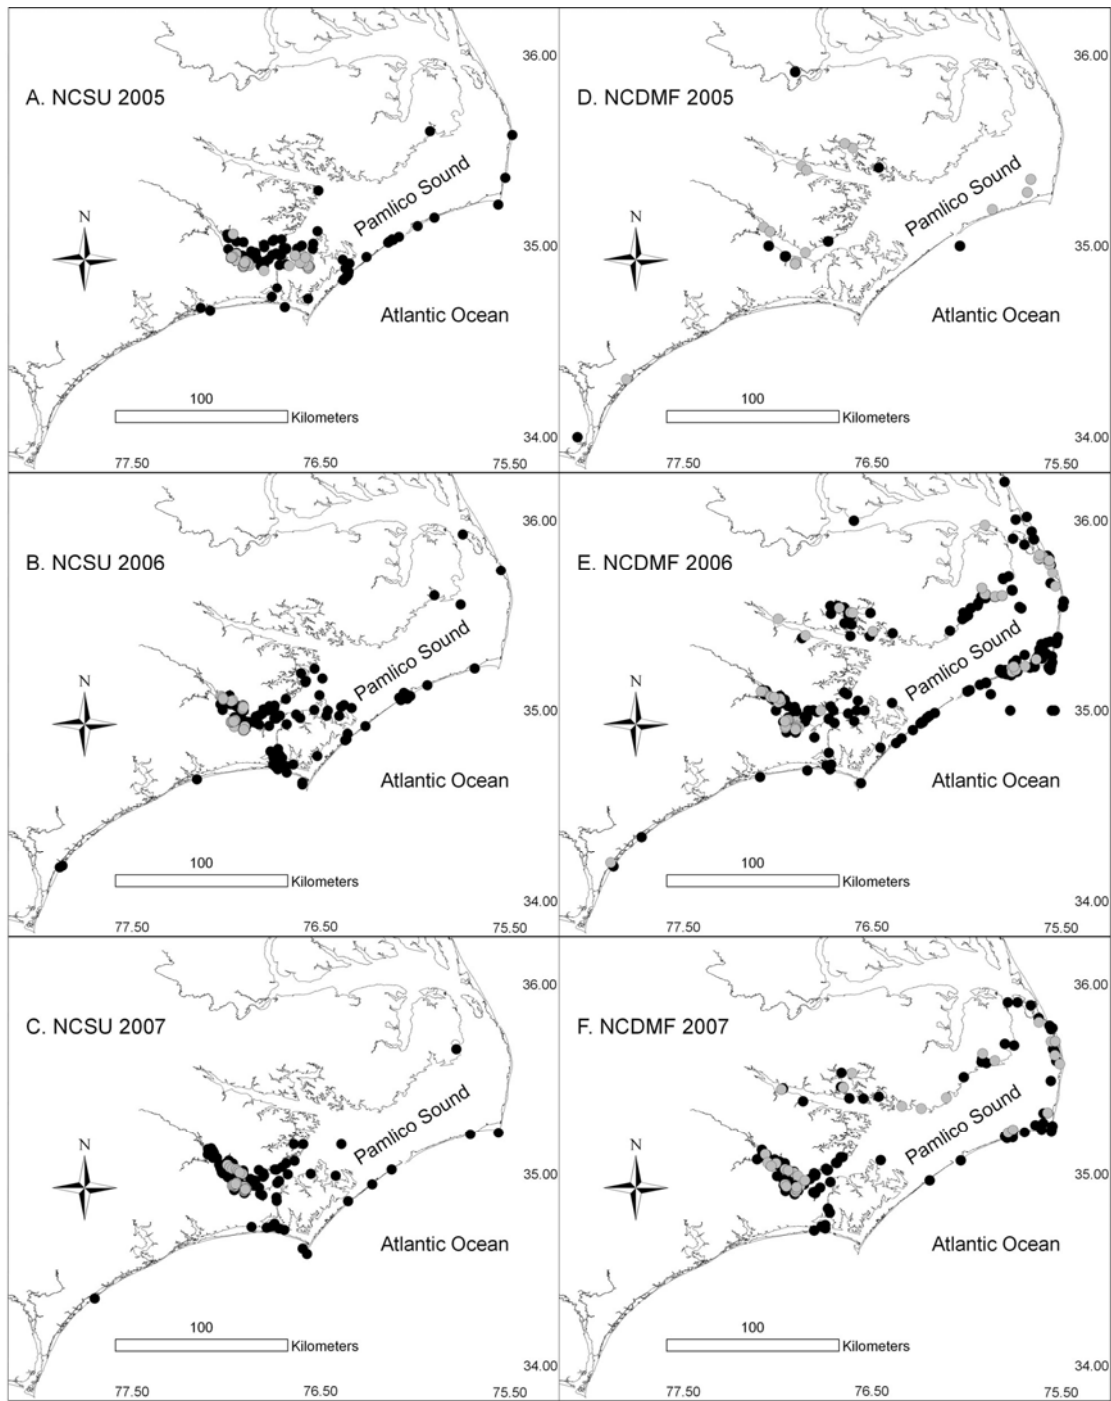 A. NCSU 2005
N
Pamlico Sound
Atlantic Ocean
100
Kilometers
36.00
35.00
34.00
77.50
76.50
75.50
D. NCDMF 2005
N
Pamlico Sound
Atlantic Ocean
100
Kilometers
36.00
35.00
34.00
77.50
76.50
75.50
B. NCSU 2006
N
Pamlico Sound
Atlantic Ocean
100
Kilometers
36.00
35.00
34.00
77.50
76.50
75.50
E. NCDMF 2006
N
Pamlico Sound
Atlantic Ocean
100
Kilometers
36.00
35.00
34.00
77.50
76.50
75.50
C. NCSU 2007
N
Pamlico Sound
Atlantic Ocean
100
Kilometers
36.00
35.00
34.00
77.50
76.50
75.50
F. NCDMF 2007
N
Pamlico Sound
Atlantic Ocean
100
Kilometers
36.00
35.00
34.00
77.50
76.50
75.50